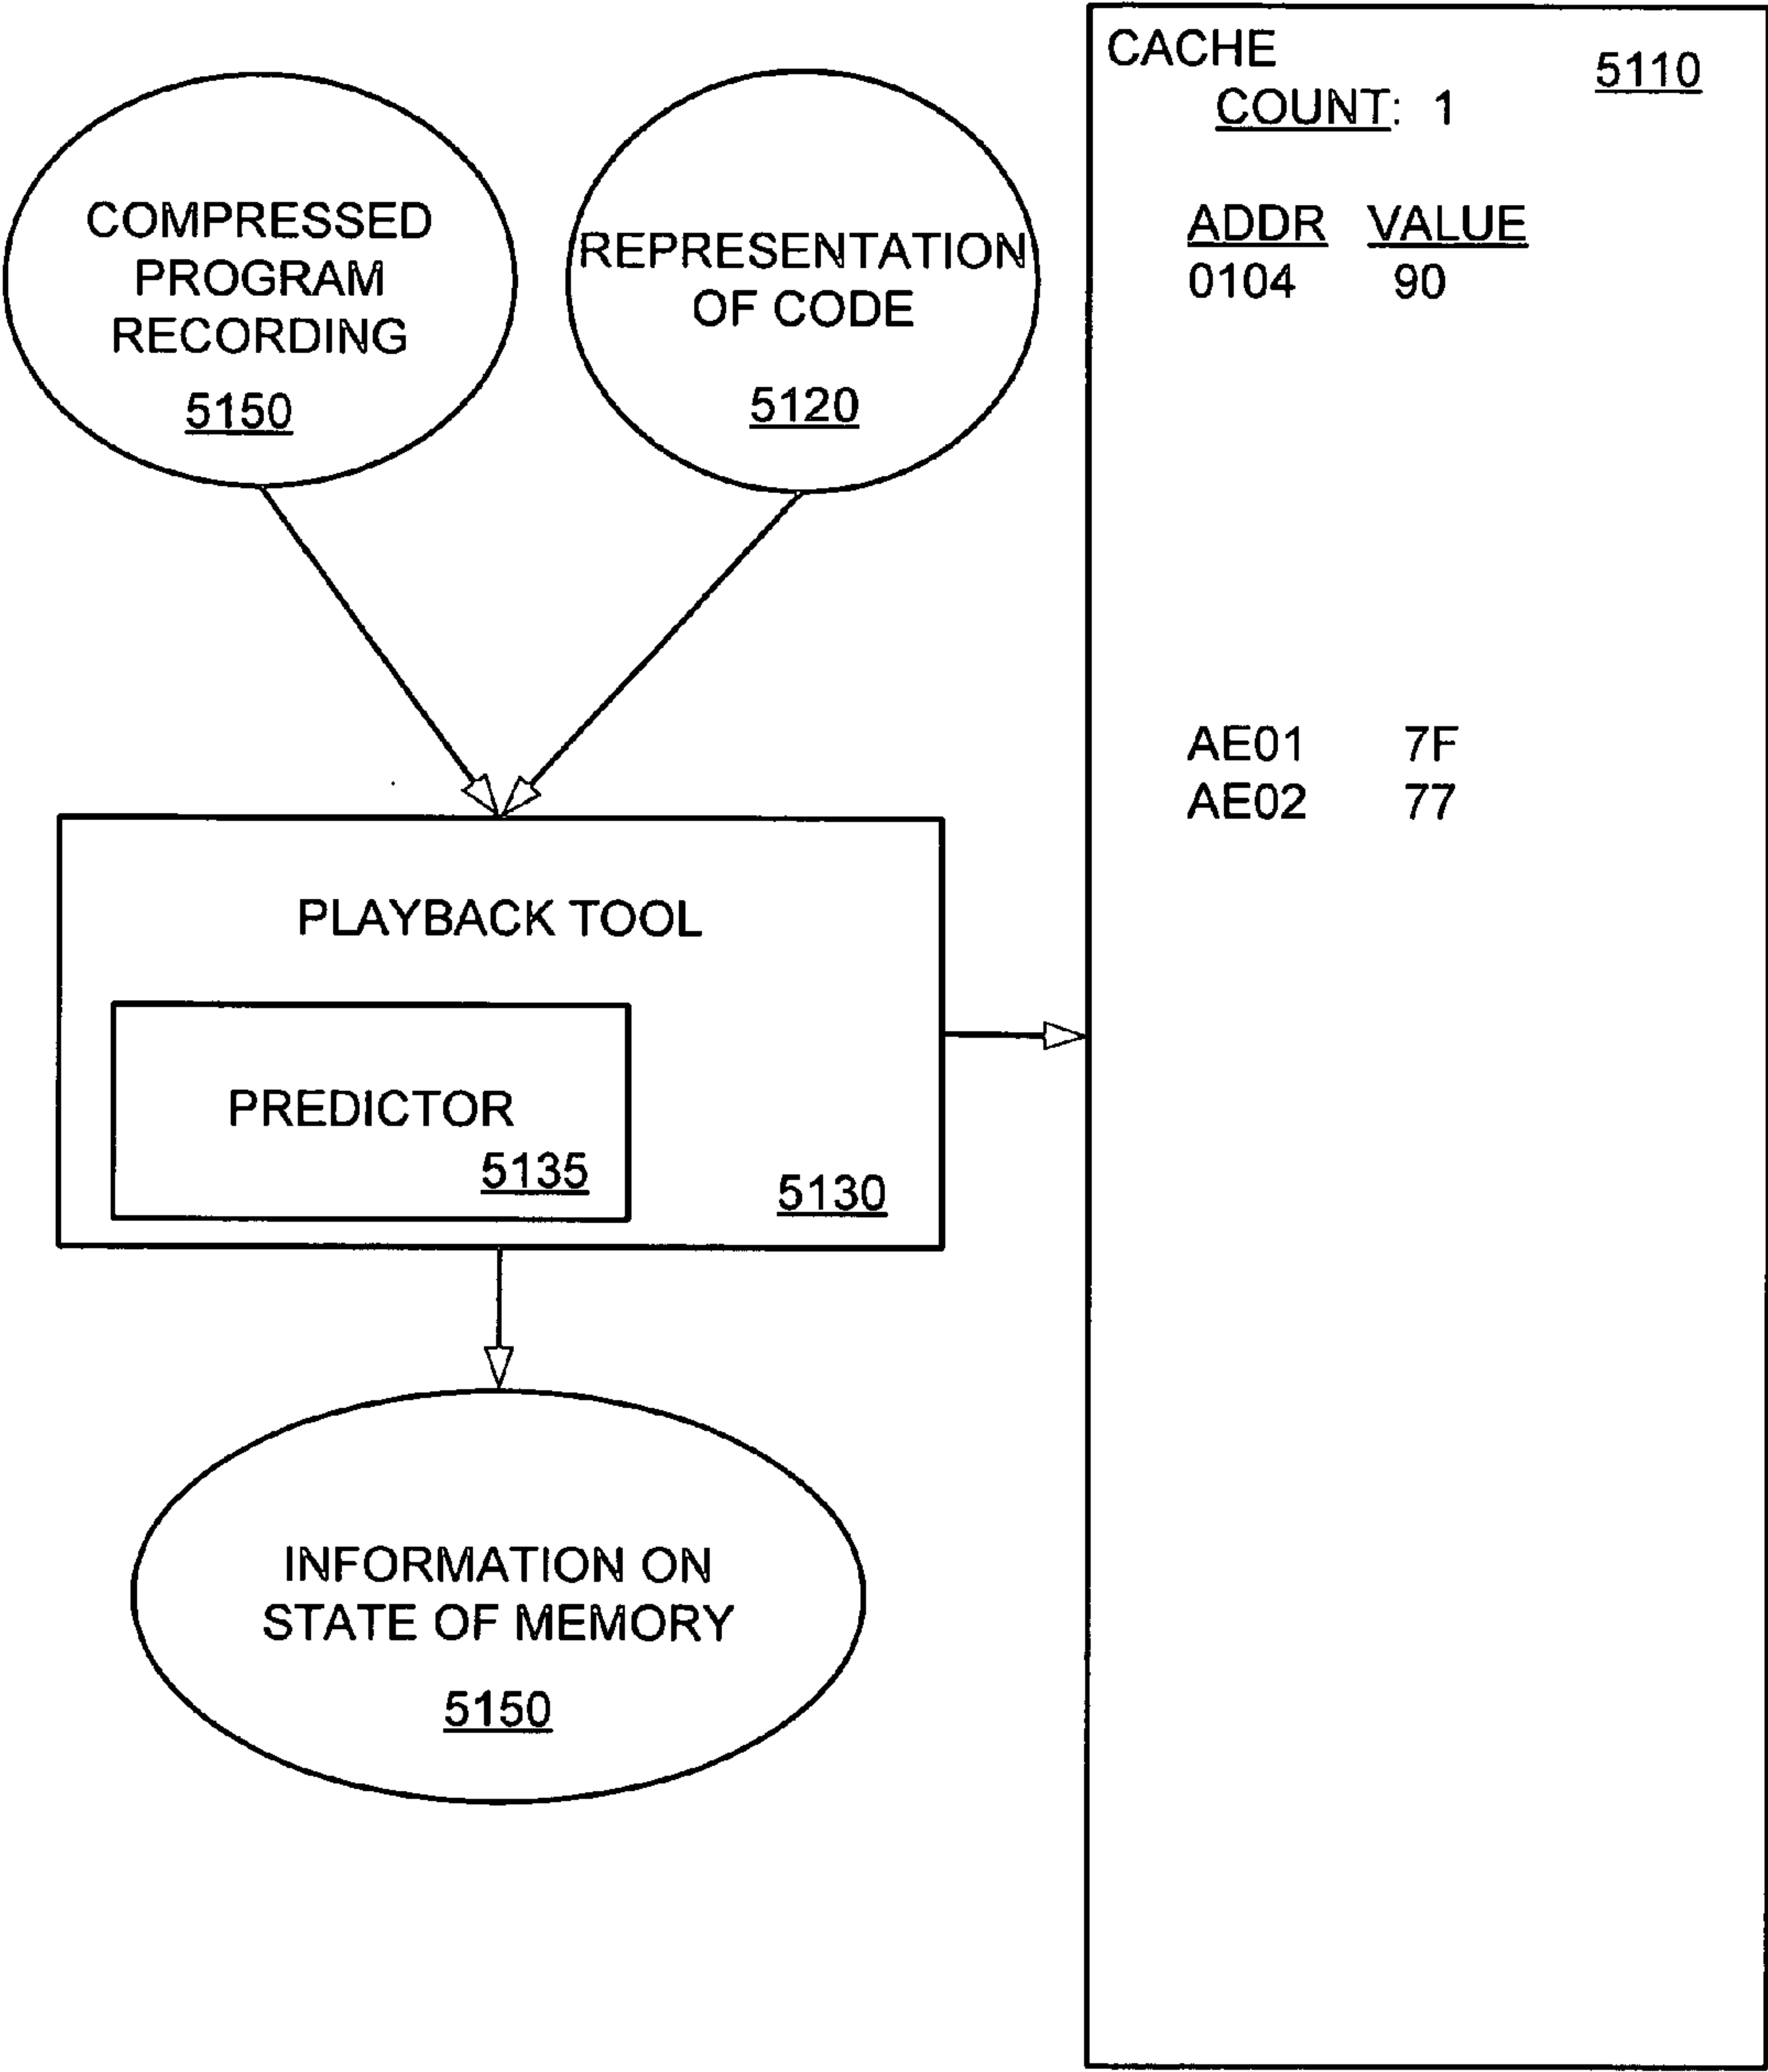 COMPRESSED
PROGRAM
RECORDING
5150
REPRESENTATION
OF CODE
5120
PLAYBACK TOOL
PREDICTOR
5135
5130
INFORMATION ON
STATE OF MEMORY
5150
CACHE
5110
COUNT: 1
ADDR VALUE
0104 90
AE01 7F
AE02 77